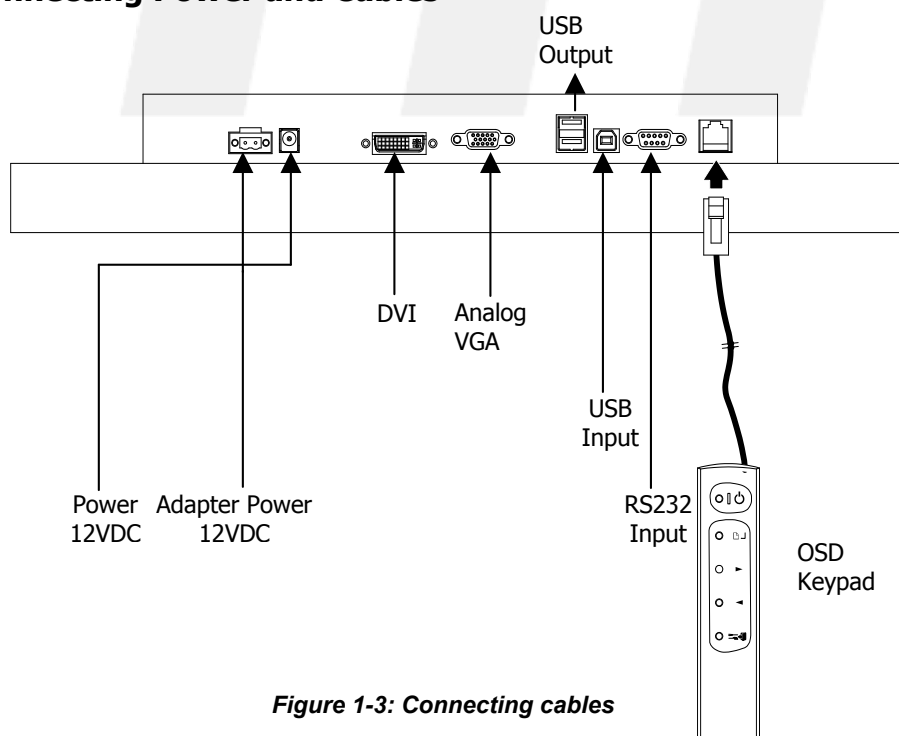 USB
Output
DVI
Analog
VGA
USB
Input
Power
12VDC
Adapter Power
12VDC
RS232
Input
OSD
Keypad
Figure 1-3: Connecting cables